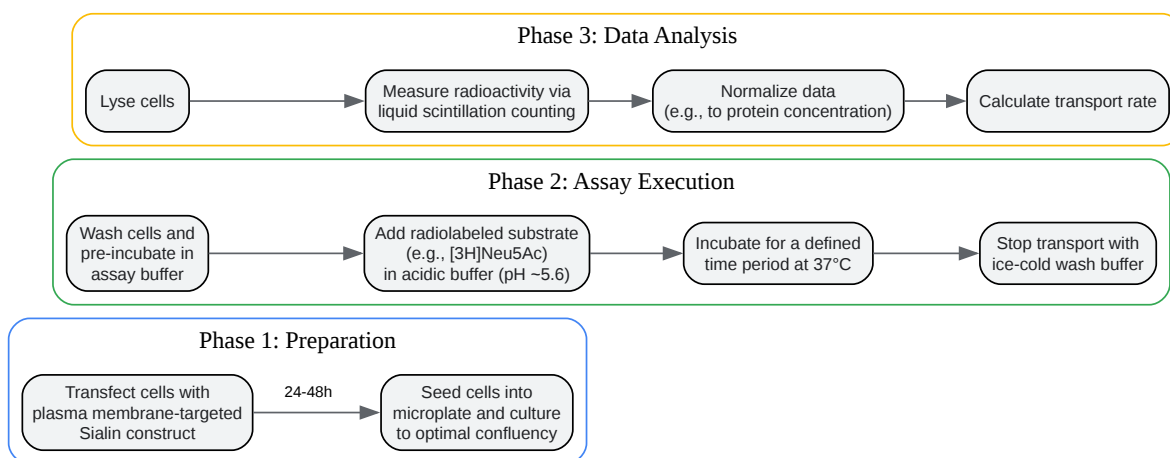 Phase 3: Data Analysis
Lyse cells
Measure radioactivity via
liquid scintillation counting
Normalize data
(e.g., to protein concentration)
Calculate transport rate
Phase 2: Assay Execution
Wash cells and
pre-incubate in
assay buffer
Add radiolabeled substrate
(e.g., [3H]Neu5Ac)
in acidic buffer (pH ~5.6)
Incubate for a defined
time period at 37°C
Stop transport with
ice-cold wash buffer
Phase 1: Preparation
Transfect cells with
plasma membrane-targeted
Sialin construct
24-48h
Seed cells into
microplate and culture
to optimal confluency